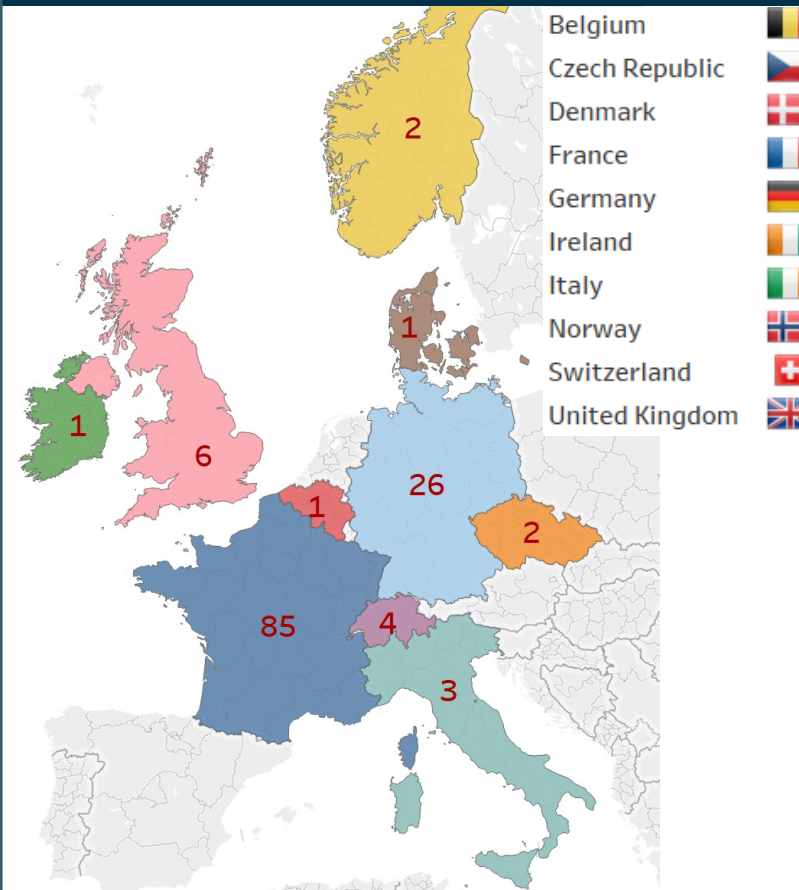 Belgium
Czech Republic
Denmark
France
Germany
Ireland
Italy
Norway
Switzerland
United Kingdom
2
1
1
6
26
1
2
85
4
3